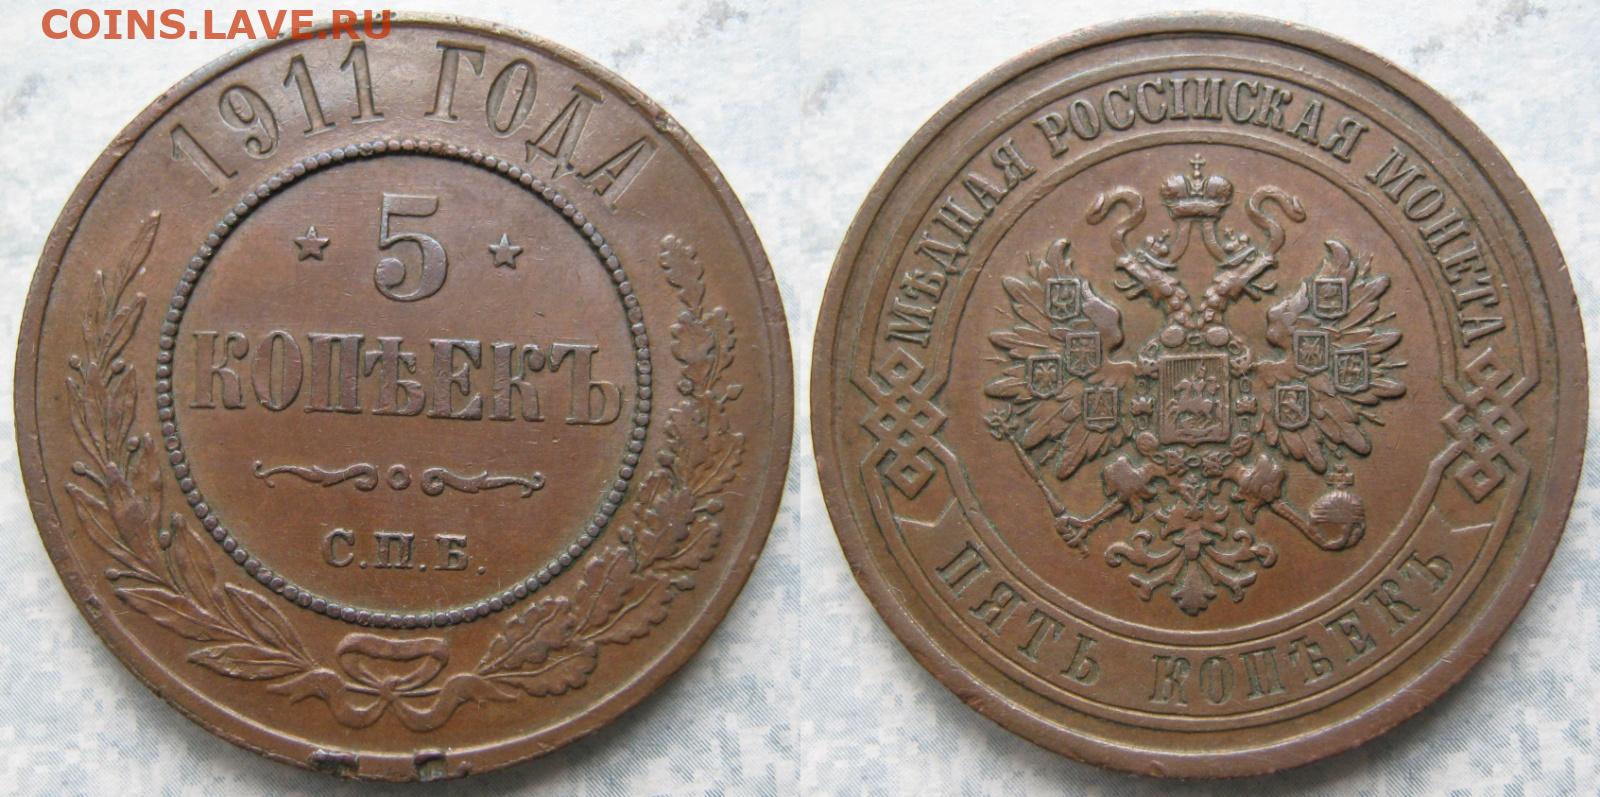 COINS.LAVE.RU
1911 ГОДА
5
КОПѢЕКЪ
С.П.Б.
МѢДНАЯ РОССІЙСКАЯ МОНЕТА
ПЯТЬ КОПѢЕКЪ